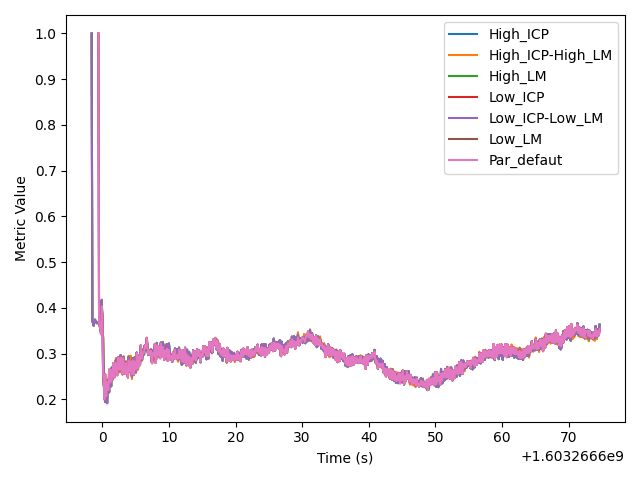 High_ICP
High_ICP-High_LM
High_LM
Low_ICP
Low_ICP-Low_LM
Low_LM
Par_defaut
1.0
0.9
0.8
0.7
0.6
0.5
0.4
0.3
0.2
Metric Value
0 10 20 30 40 50 60 70
Time (s)
+1.6032666e9